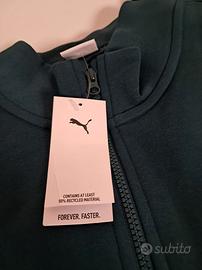 CONTAINS AT LEAST
50% RECYCLED MATERIAL
FOREVER. FASTER.
subito